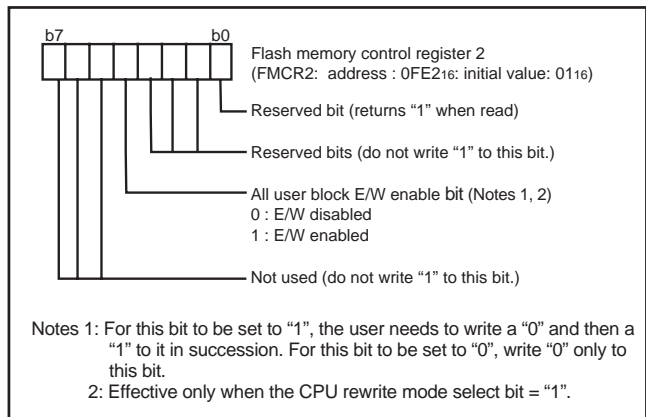 b7 b0
Flash memory control register 2
(FMCR2: address : 0FE216: initial value: 0116)
Reserved bit (returns “1” when read)
Reserved bits (do not write “1” to this bit.)
All user block E/W enable bit (Notes 1, 2)
0 : E/W disabled
1 : E/W enabled
Not used (do not write “1” to this bit.)
Notes 1: For this bit to be set to “1”, the user needs to write a “0” and then a
“1” to it in succession. For this bit to be set to “0”, write “0” only to
this bit.
2: Effective only when the CPU rewrite mode select bit = “1”.